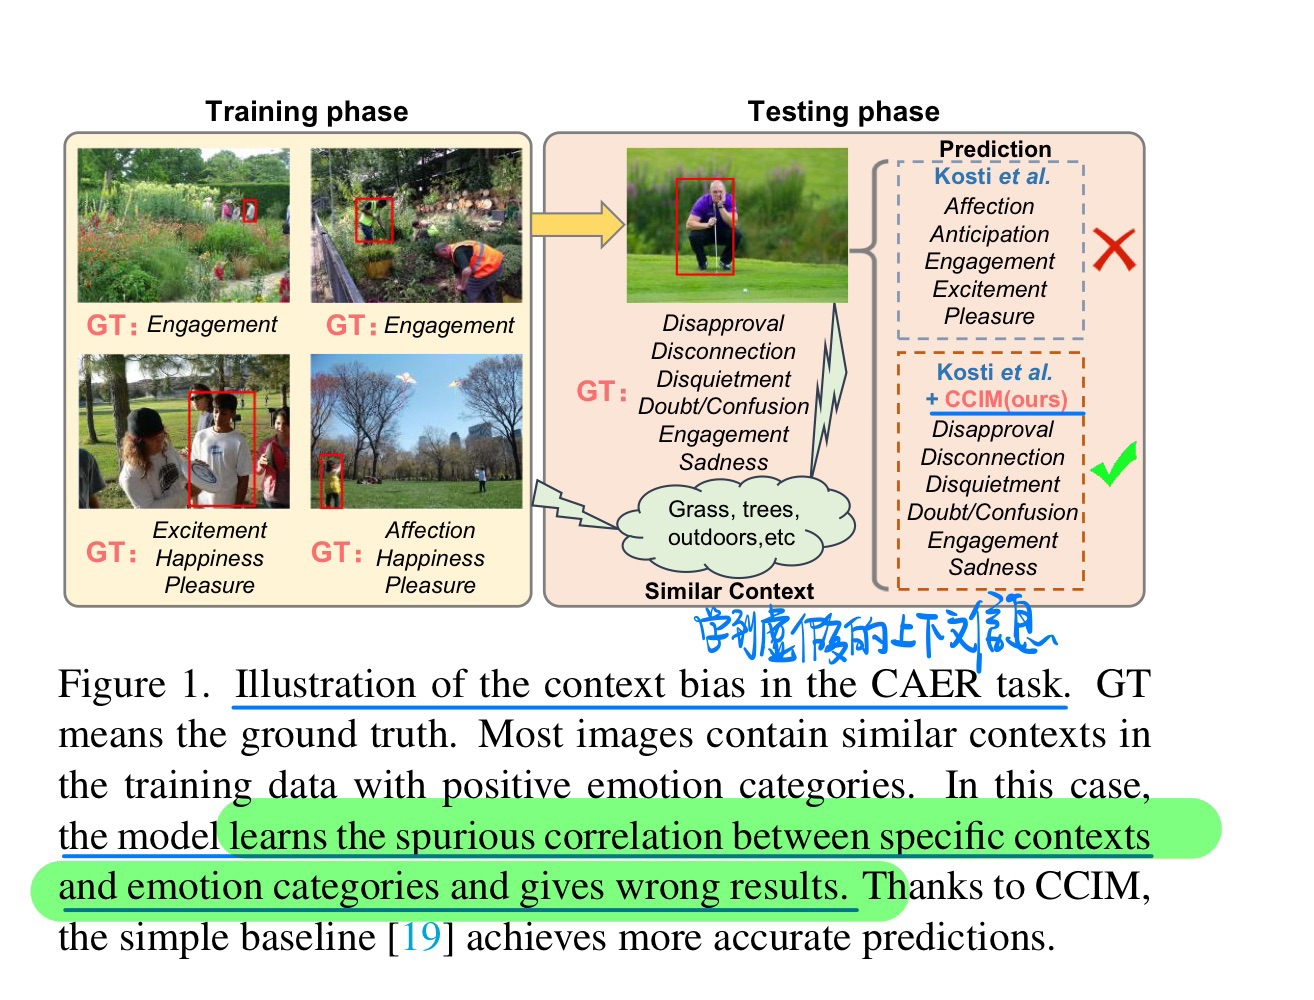 Training phase
Testing phase
GT: Engagement
GT: Engagement
GT:
Excitement
Happiness
Pleasure
GT:
Affection
Happiness
Pleasure
GT:
Disapproval
Disconnection
Disquietment
Doubt/Confusion
Engagement
Sadness
Grass, trees,
outdoors,etc
Similar Context
Prediction
Kosti et al.
Affection
Anticipation
Engagement
Excitement
Pleasure
Kosti et al.
+ CCIM(ours)
Disapproval
Disconnection
Disquietment
Doubt/Confusion
Engagement
Sadness
学到虚假的上下文信息
Figure 1. Illustration of the context bias in the CAER task. GT
means the ground truth. Most images contain similar contexts in
the training data with positive emotion categories. In this case,
the model learns the spurious correlation between specific contexts
and emotion categories and gives wrong results. Thanks to CCIM,
the simple baseline [19] achieves more accurate predictions.